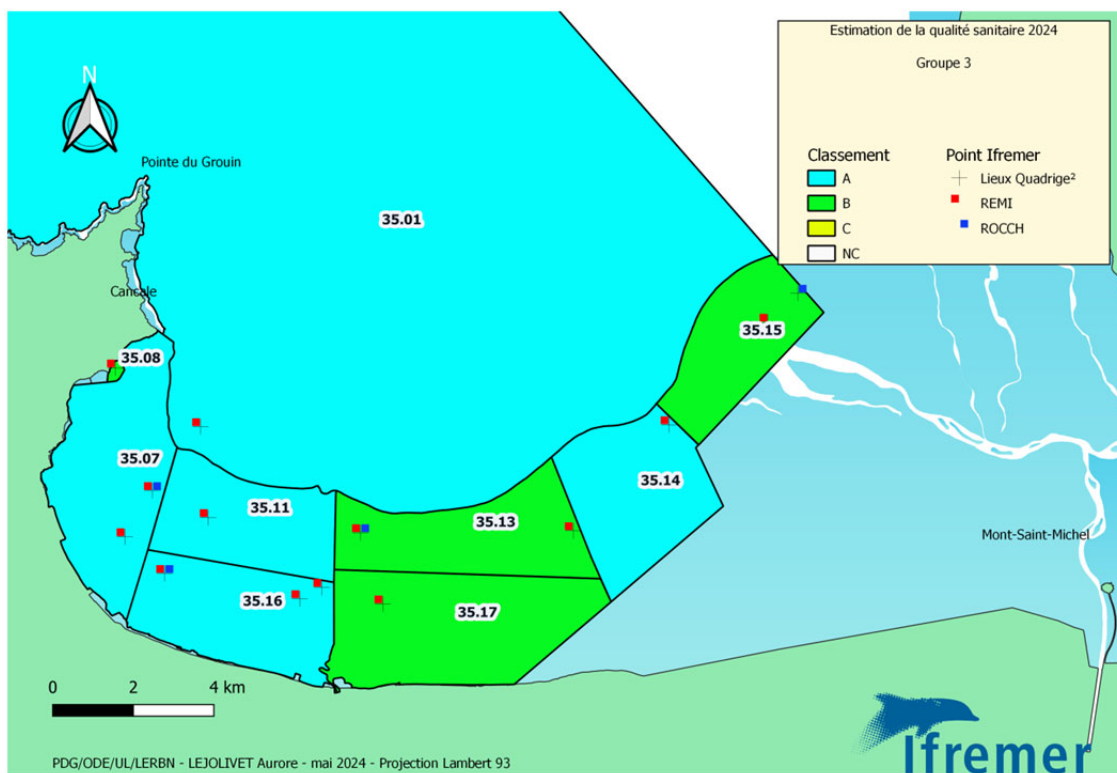 Estimation de la qualité sanitaire 2024
Groupe 3
Classement
A
B
C
NC
Point Ifremer
Lieux Quadrige²
REMI
ROCCH
N
Pointe du Grouin
35.01
Cancale
35.15
35.08
35.07
35.14
35.11
35.13
Mont-Saint-Michel
35.16
35.17
0 2 4 km
PDG/ODE/UL/LERBN - LEJOLIVET Aurore - mai 2024 - Projection Lambert 93
Ifremer